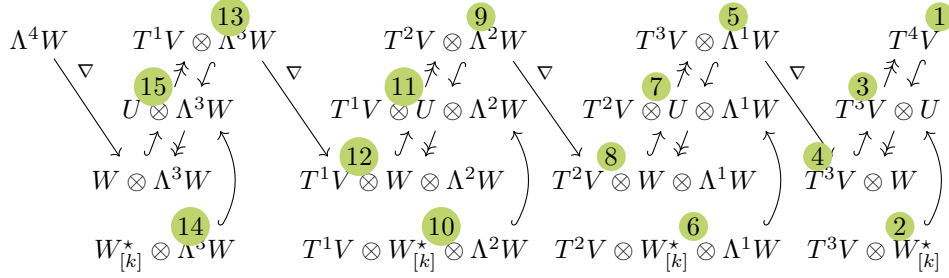 13 9 5 1
Λ⁴W T¹V ⊗ Λ³W T²V ⊗ Λ²W T³V ⊗ Λ¹W T⁴V
∇ ∇ ∇ ∇
15 11 7 3
U ⊗ Λ³W T¹V ⊗ U ⊗ Λ²W T²V ⊗ U ⊗ Λ¹W T³V ⊗ U
12 8 4
W ⊗ Λ³W T¹V ⊗ W ⊗ Λ²W T²V ⊗ W ⊗ Λ¹W T³V ⊗ W
14 10 6 2
W⋆[k] ⊗ Λ³W T¹V ⊗ W⋆[k] ⊗ Λ²W T²V ⊗ W⋆[k] ⊗ Λ¹W T³V ⊗ W⋆[k]